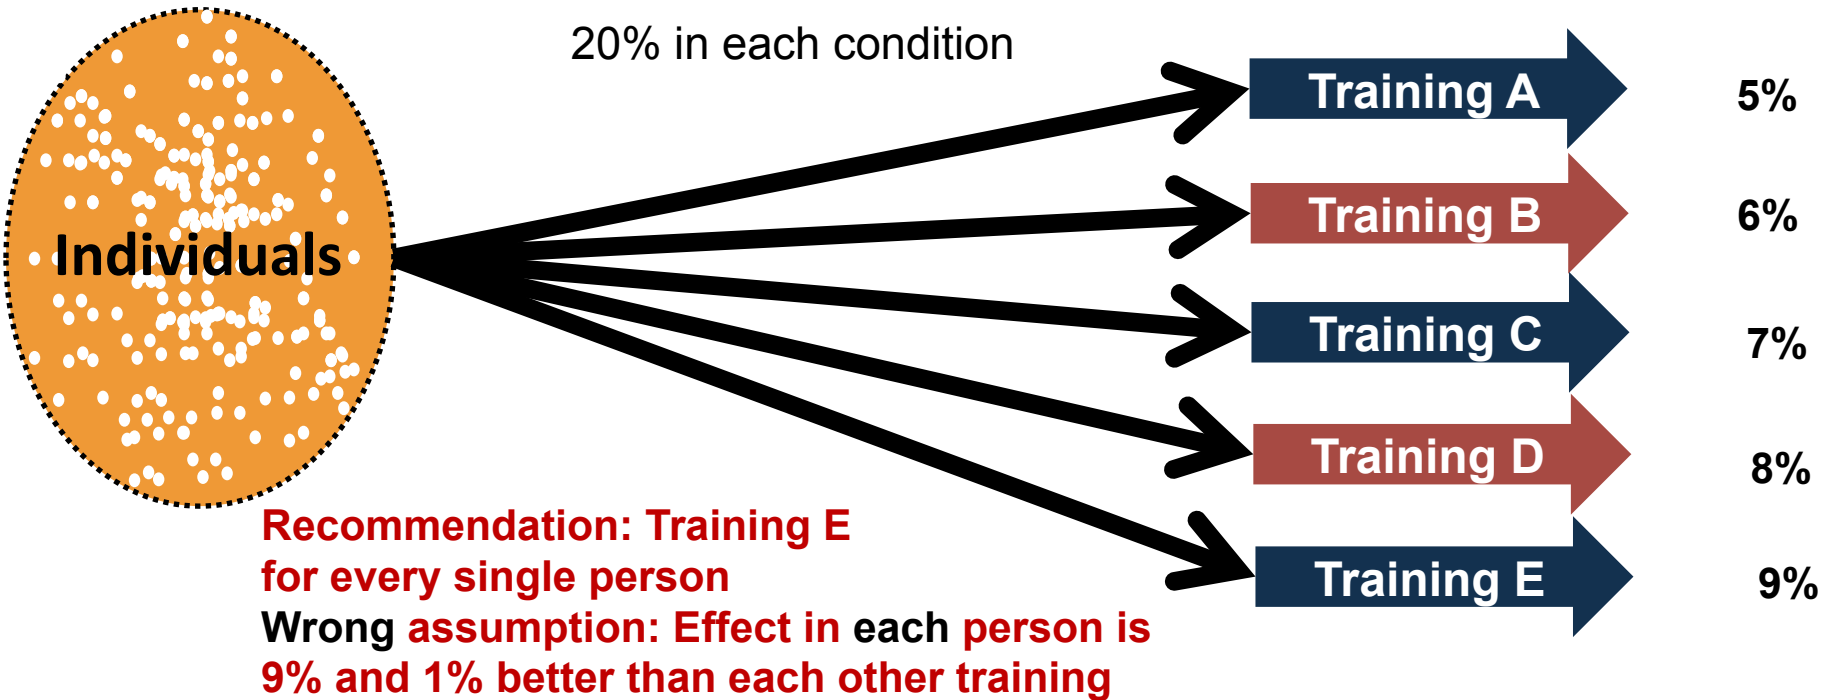 20% in each condition
Training A
5%
Individuals
Training B
6%
Training C
7%
Training D
8%
Training E
9%
Recommendation: Training E
for every single person
Wrong assumption: Effect in each person is
9% and 1% better than each other training